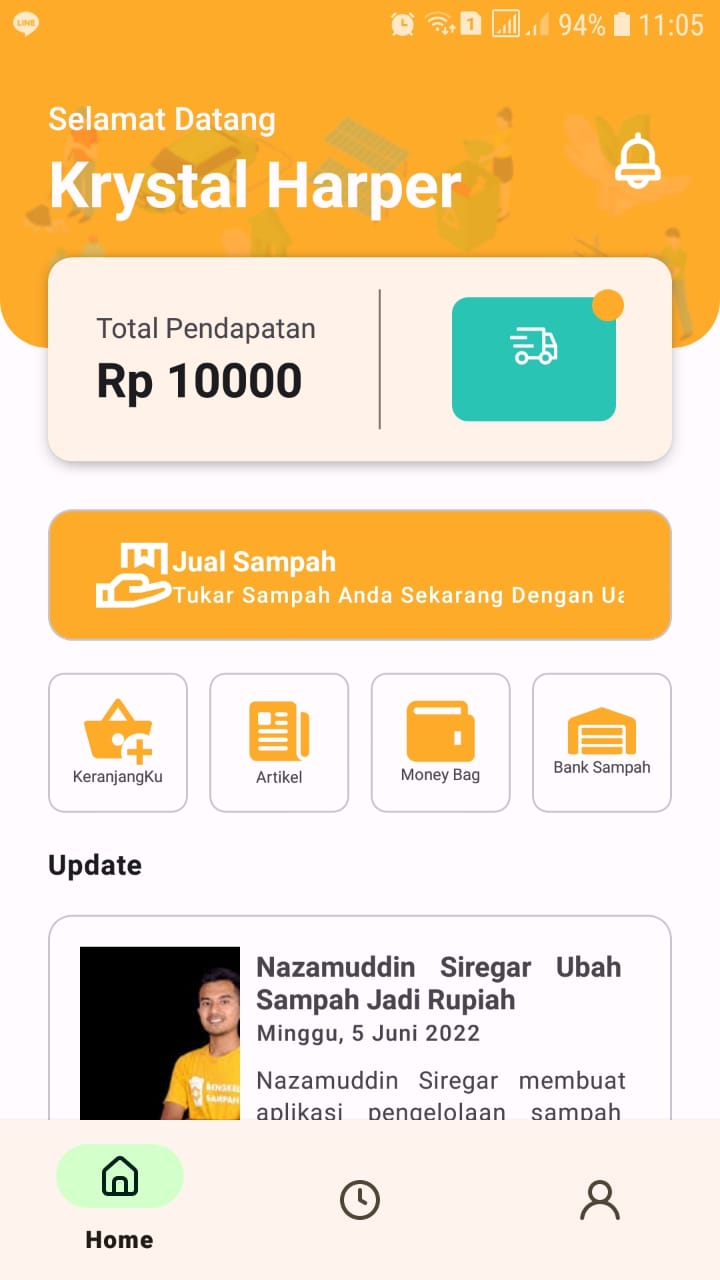 LINE
1
94%
11:05
Selamat Datang
Krystal Harper
Total Pendapatan
Rp 10000
Jual Sampah
Tukar Sampah Anda Sekarang Dengan Ua
KeranjangKu
Artikel
Money Bag
Bank Sampah
Update
Nazamuddin Siregar Ubah
Sampah Jadi Rupiah
Minggu, 5 Juni 2022
Nazamuddin Siregar membuat
aplikasi pengelolaan sampah
BENGKEL
SAMPAH
Home